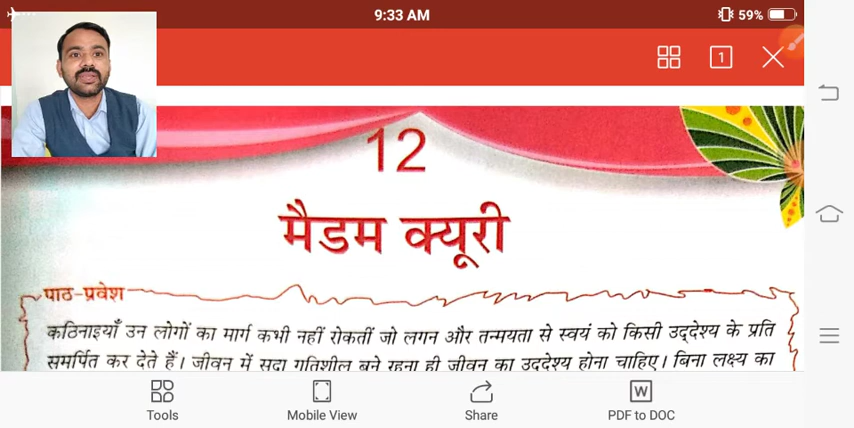 9:33 AM
59%
1
12
मैडम क्यूरी
पाठ-प्रवेश
कठिनाइयाँ उन लोगों का मार्ग कभी नहीं रोकतीं जो लगन और तन्मयता से स्वयं को किसी उद्देश्य के प्रति
समर्पित कर देते हैं। जीवन में सदा गतिशील बने रहना ही जीवन का उद्देश्य होना चाहिए। बिना लक्ष्य का
Tools
Mobile View
Share
W
PDF to DOC